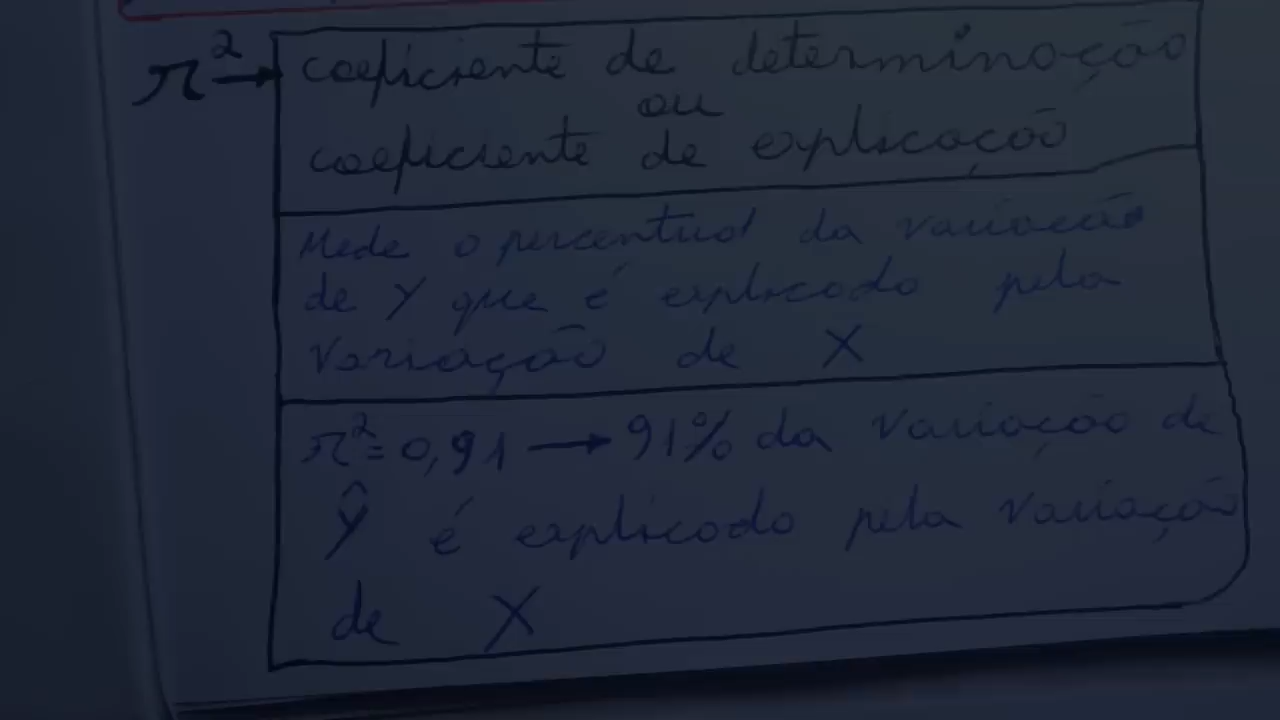 r² → coeficiente de determinação
ou
coeficiente de explicação
Mede o percentual da variação
de Y que é explicado pela
variação de X
r² = 0,91 → 91% da variação de
Ŷ é explicado pela variação
de X